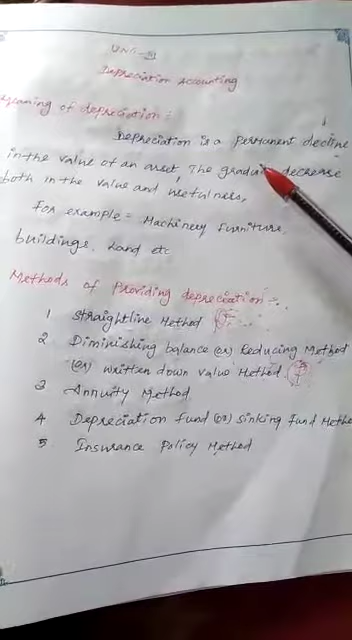 UNIT-III
Depreciation accounting
Meaning of depreciation:-
Depreciation is a permanent decline
in the value of an asset, The gradual decrease
both in the value and usefulness,
For example= Machinery Furniture,
buildings, Land etc
Methods of Providing depreciation:-
1 Straightline Method
2 Diminishing balance (or) Reducing Method
(or) written down value Method.
3 Annuity Method
4 Depreciation fund (or) sinking fund Metho
5 Insurance policy Method